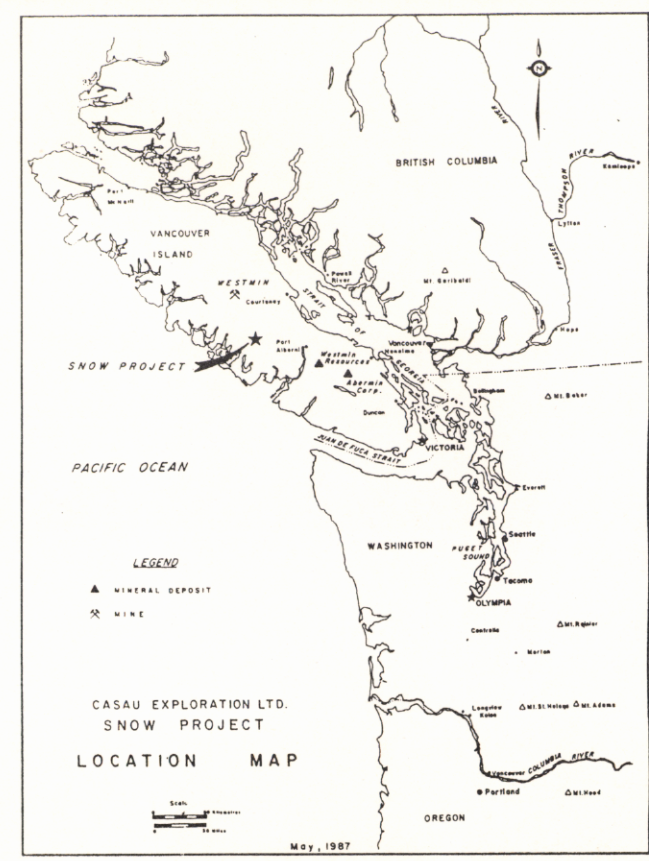 N
RIVER
BRITISH COLUMBIA
THOMPSON RIVER
Kamloops
Port
McNeill
Lytton
VANCOUVER
ISLAND
FRASER
WESTMIN
Powell
River
Mt. Garibaldi
Courtenay
STRAIT OF GEORGIA
Hope
Port
Alberni
Vancouver
Nanaimo
Westmin
Resources
SNOW PROJECT
Abermin
Corp.
Bellingham
Mt. Baker
Duncan
VICTORIA
JUAN DE FUCA STRAIT
PACIFIC OCEAN
Everett
WASHINGTON
PUGET
SOUND
Seattle
LEGEND
Tacoma
MINERAL DEPOSIT
OLYMPIA
MINE
Mt. Rainier
Centralia
Morton
CASAU EXPLORATION LTD.
SNOW PROJECT
Longview
Kelso
Mt. St. Helens
Mt. Adams
LOCATION MAP
COLUMBIA RIVER
Vancouver
Portland
Mt. Hood
Scale
Kilometres
Miles
OREGON
May, 1987